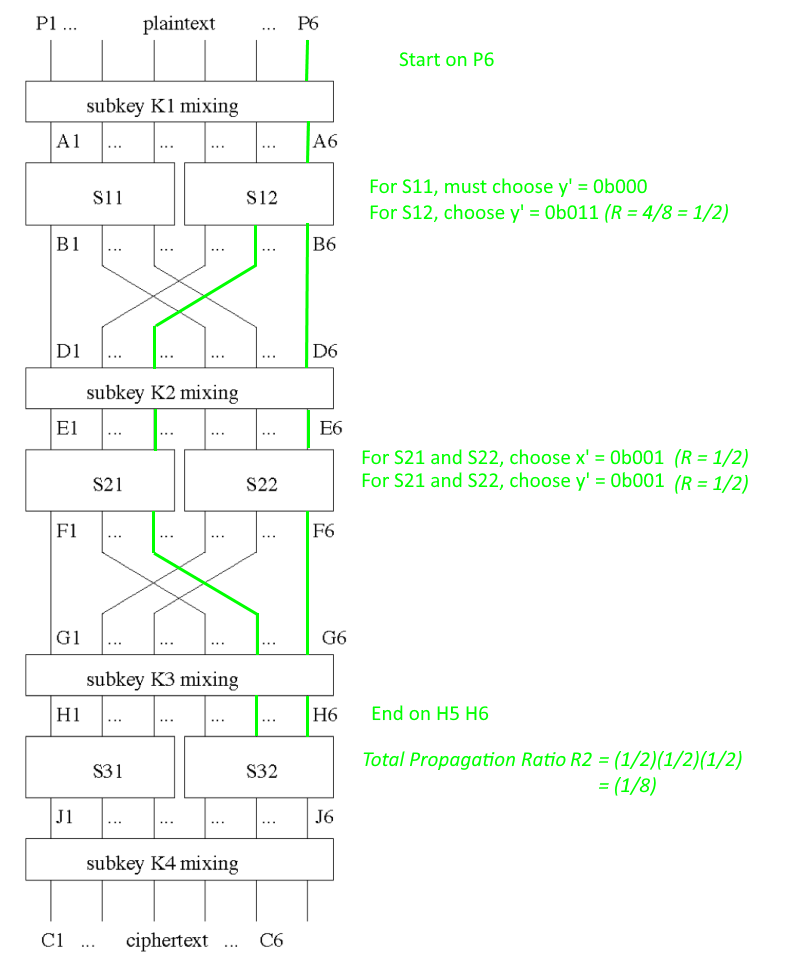 P1 ... plaintext ... P6
Start on P6
subkey K1 mixing
A1 ... ... ... ... A6
S11 S12
For S11, must choose y' = 0b000
For S12, choose y' = 0b011 (R = 4/8 = 1/2)
B1 ... ... ... ... B6
D1 ... ... ... ... D6
subkey K2 mixing
E1 ... ... ... ... E6
S21 S22
For S21 and S22, choose x' = 0b001 (R = 1/2)
For S21 and S22, choose y' = 0b001 (R = 1/2)
F1 ... ... ... ... F6
G1 ... ... ... ... G6
subkey K3 mixing
H1 ... ... ... ... H6
End on H5 H6
S31 S32
Total Propagation Ratio R2 = (1/2)(1/2)(1/2)
= (1/8)
J1 ... ... ... ... J6
subkey K4 mixing
C1 ... ciphertext ... C6